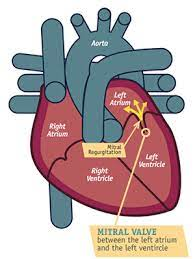 Aorta
Left
Atrium
Right
Atrium
Mitral
Regurgitation
Left
Ventricle
Right
Ventricle
MITRAL VALVE
between the left atrium
and the left ventircle